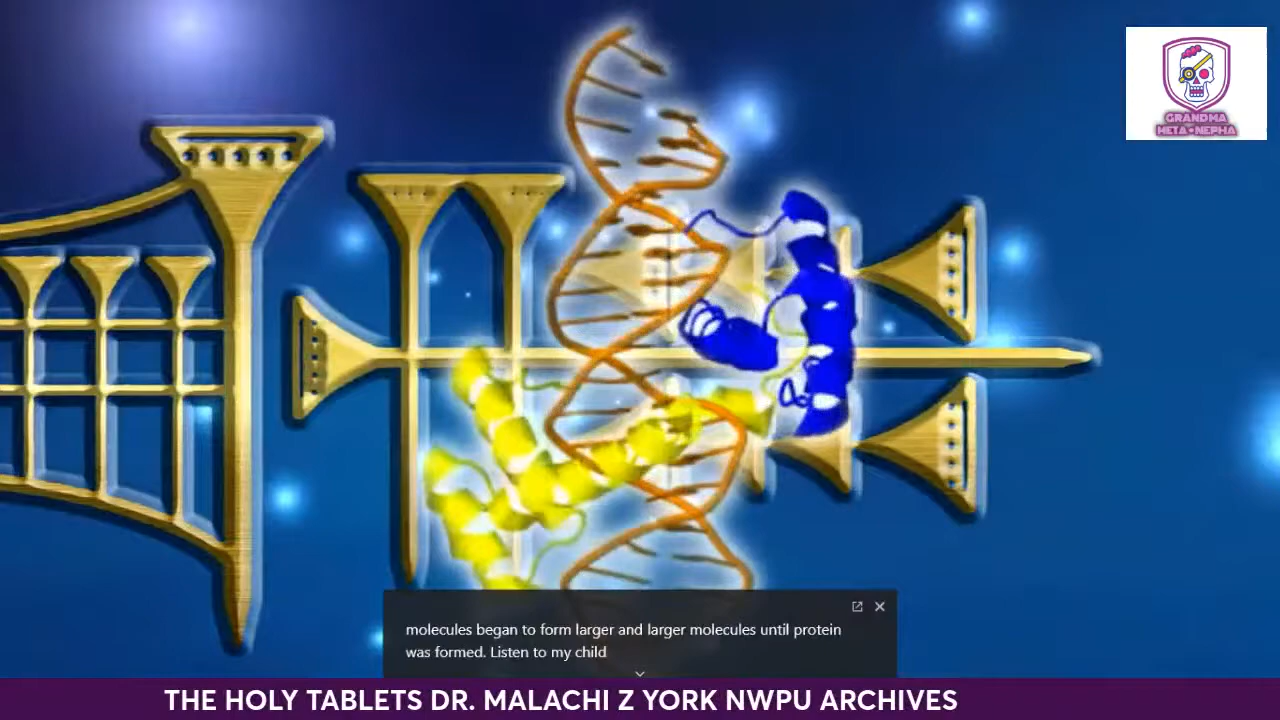 GRANDMA
HETA•NEPHA
molecules began to form larger and larger molecules until protein
was formed. Listen to my child
THE HOLY TABLETS DR. MALACHI Z YORK NWPU ARCHIVES